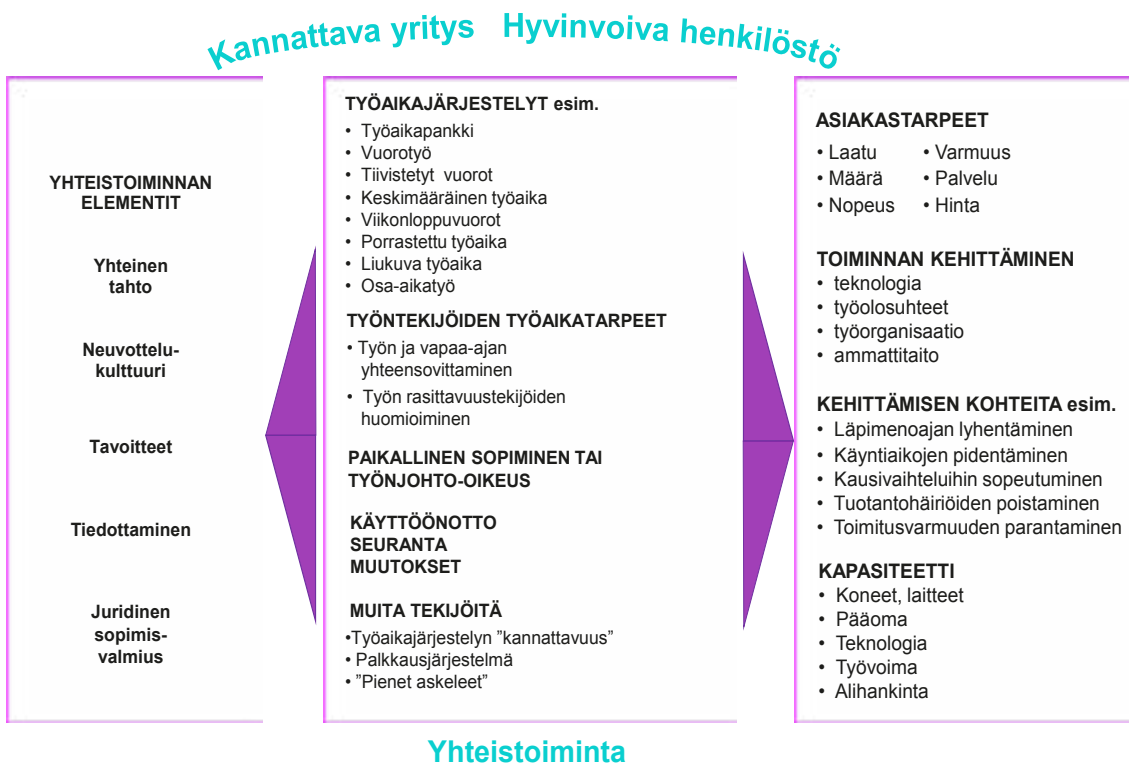 Kannattava yritys Hyvinvoiva henkilöstö
YHTEISTOIMINNAN
ELEMENTIT
Yhteinen
tahto
Neuvottelu-
kulttuuri
Tavoitteet
Tiedottaminen
Juridinen
sopimis-
valmius
TYÖAIKAJÄRJESTELYT esim.
• Työaikapankki
• Vuorotyö
• Tiivistetyt vuorot
• Keskimääräinen työaika
• Viikonloppuvuorot
• Porrastettu työaika
• Liukuva työaika
• Osa-aikatyö
TYÖNTEKIJÖIDEN TYÖAIKATARPEET
• Työn ja vapaa-ajan
yhteensovittaminen
• Työn rasittavuustekijöiden
huomioiminen
PAIKALLINEN SOPIMINEN TAI
TYÖNJOHTO-OIKEUS
KÄYTTÖÖNOTTO
SEURANTA
MUUTOKSET
MUITA TEKIJÖITÄ
•Työaikajärjestelyn ”kannattavuus”
• Palkkausjärjestelmä
• ”Pienet askeleet”
ASIAKASTARPEET
• Laatu • Varmuus
• Määrä • Palvelu
• Nopeus • Hinta
TOIMINNAN KEHITTÄMINEN
• teknologia
• työolosuhteet
• työorganisaatio
• ammattitaito
KEHITTÄMISEN KOHTEITA esim.
• Läpimenoajan lyhentäminen
• Käyntiaikojen pidentäminen
• Kausivaihteluihin sopeutuminen
• Tuotantohäiriöiden poistaminen
• Toimitusvarmuuden parantaminen
KAPASITEETTI
• Koneet, laitteet
• Pääoma
• Teknologia
• Työvoima
• Alihankinta
Yhteistoiminta